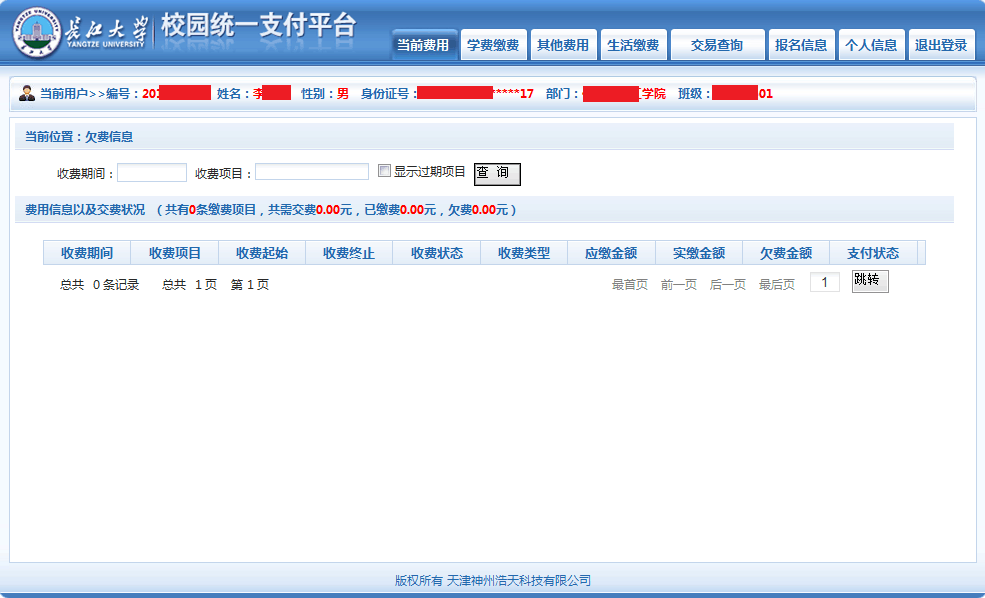 长江大学 校园统一支付平台
YANGTZE UNIVERSITY
当前费用 学费缴费 其他费用 生活缴费 交易查询 报名信息 个人信息 退出登录
当前用户>>编号：201 姓名：李 性别：男 身份证号：*****17 部门： 学院 班级：01
当前位置：欠费信息
收费期间： 收费项目： 显示过期项目 查 询
费用信息以及交费状况 （共有0条缴费项目，共需交费0.00元，已缴费0.00元，欠费0.00元）
收费期间 收费项目 收费起始 收费终止 收费状态 收费类型 应缴金额 实缴金额 欠费金额 支付状态
总共 0 条记录 总共 1 页 第 1 页 最首页 前一页 后一页 最后页 1 跳转
版权所有 天津神州浩天科技有限公司